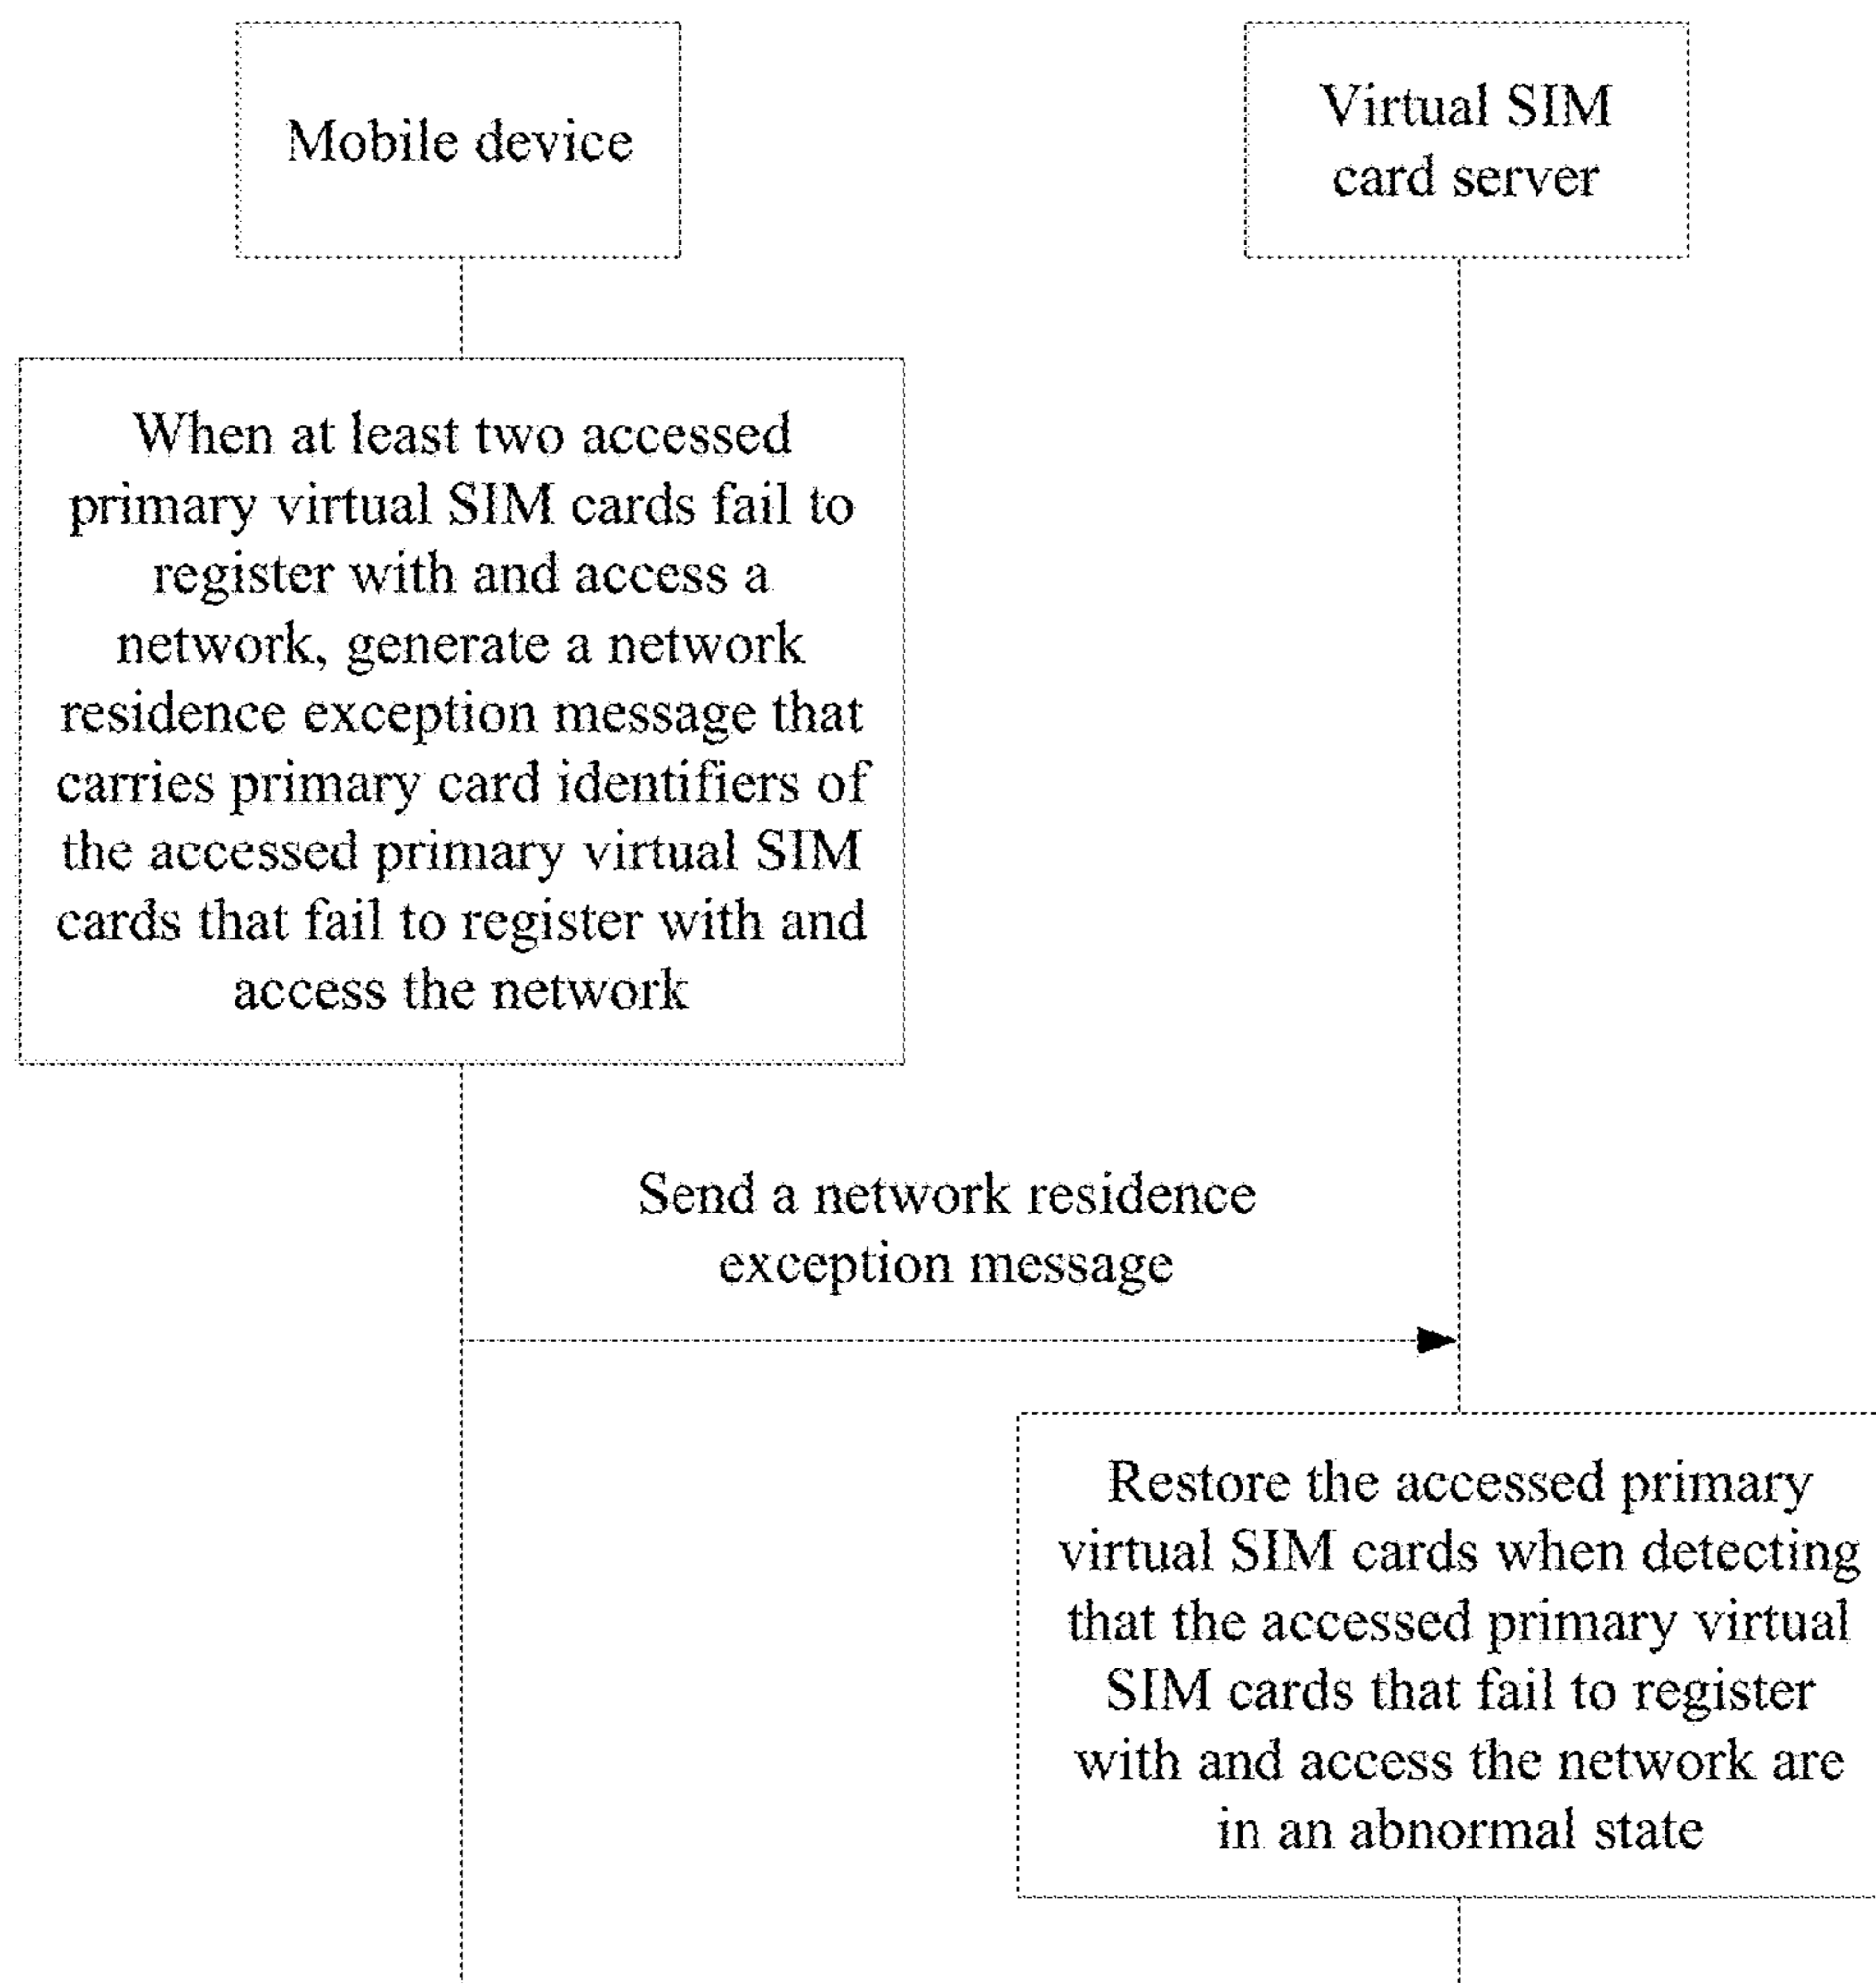 Mobile device
Virtual SIM
card server
When at least two accessed
primary virtual SIM cards fail to
register with and access a
network, generate a network
residence exception message that
carries primary card identifiers of
the accessed primary virtual SIM
cards that fail to register with and
access the network
Send a network residence
exception message
Restore the accessed primary
virtual SIM cards when detecting
that the accessed primary virtual
SIM cards that fail to register
with and access the network are
in an abnormal state